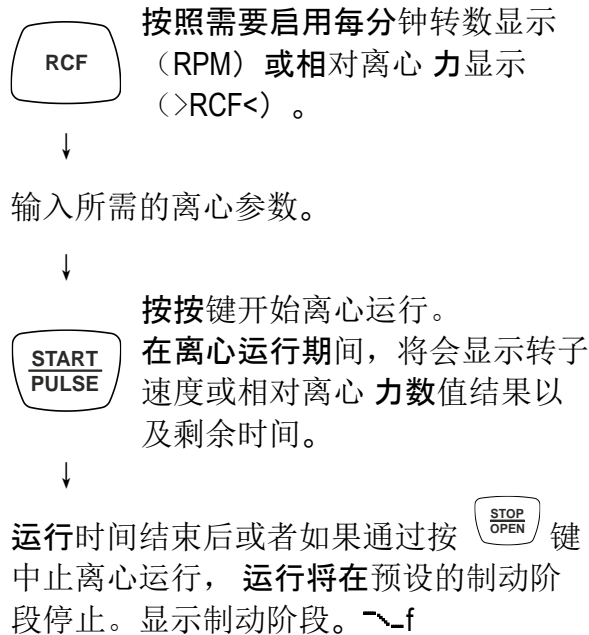 RCF
按照需要启用每分钟转数显示
（RPM）或相对离心 力显示
（>RCF<）。
↓
输入所需的离心参数。
↓
START
PULSE
按按键开始离心运行。
在离心运行期间，将会显示转子
速度或相对离心 力数值结果以
及剩余时间。
↓
运行时间结束后或者如果通过按 STOP OPEN 键
中止离心运行， 运行将在预设的制动阶
段停止。显示制动阶段。f